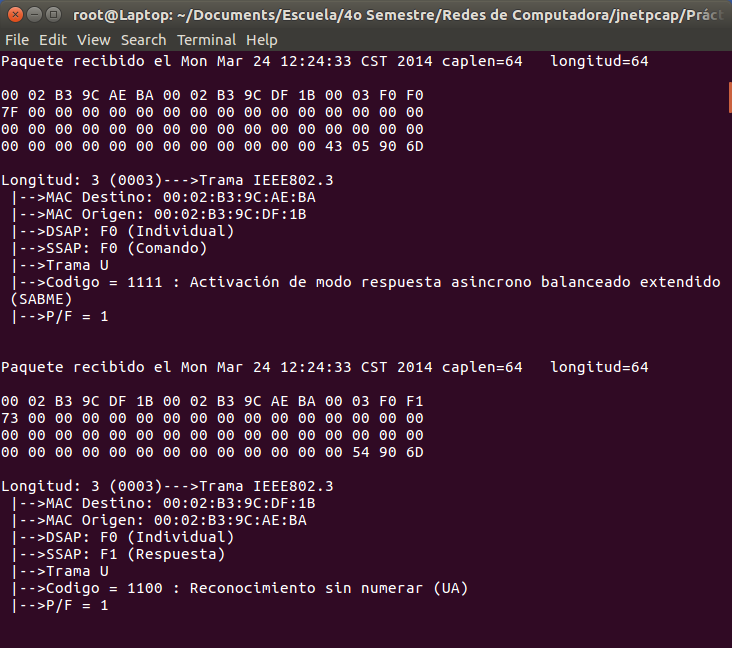 root@Laptop: ~/Documents/Escuela/4o Semestre/Redes de Computadora/jnetpcap/Práct
File Edit View Search Terminal Help
Paquete recibido el Mon Mar 24 12:24:33 CST 2014 caplen=64   longitud=64
00 02 B3 9C AE BA 00 02 B3 9C DF 1B 00 03 F0 F0
7F 00 00 00 00 00 00 00 00 00 00 00 00 00 00 00
00 00 00 00 00 00 00 00 00 00 00 00 00 00 00 00
00 00 00 00 00 00 00 00 00 00 00 00 43 05 90 6D
Longitud: 3 (0003)--->Trama IEEE802.3
|-->MAC Destino: 00:02:B3:9C:AE:BA
|-->MAC Origen: 00:02:B3:9C:DF:1B
|-->DSAP: F0 (Individual)
|-->SSAP: F0 (Comando)
|-->Trama U
|-->Codigo = 1111 : Activación de modo respuesta asincrono balanceado extendido
(SABME)
|-->P/F = 1
Paquete recibido el Mon Mar 24 12:24:33 CST 2014 caplen=64   longitud=64
00 02 B3 9C DF 1B 00 02 B3 9C AE BA 00 03 F0 F1
73 00 00 00 00 00 00 00 00 00 00 00 00 00 00 00
00 00 00 00 00 00 00 00 00 00 00 00 00 00 00 00
00 00 00 00 00 00 00 00 00 00 00 00 00 54 90 6D
Longitud: 3 (0003)--->Trama IEEE802.3
|-->MAC Destino: 00:02:B3:9C:DF:1B
|-->MAC Origen: 00:02:B3:9C:AE:BA
|-->DSAP: F0 (Individual)
|-->SSAP: F1 (Respuesta)
|-->Trama U
|-->Codigo = 1100 : Reconocimiento sin numerar (UA)
|-->P/F = 1